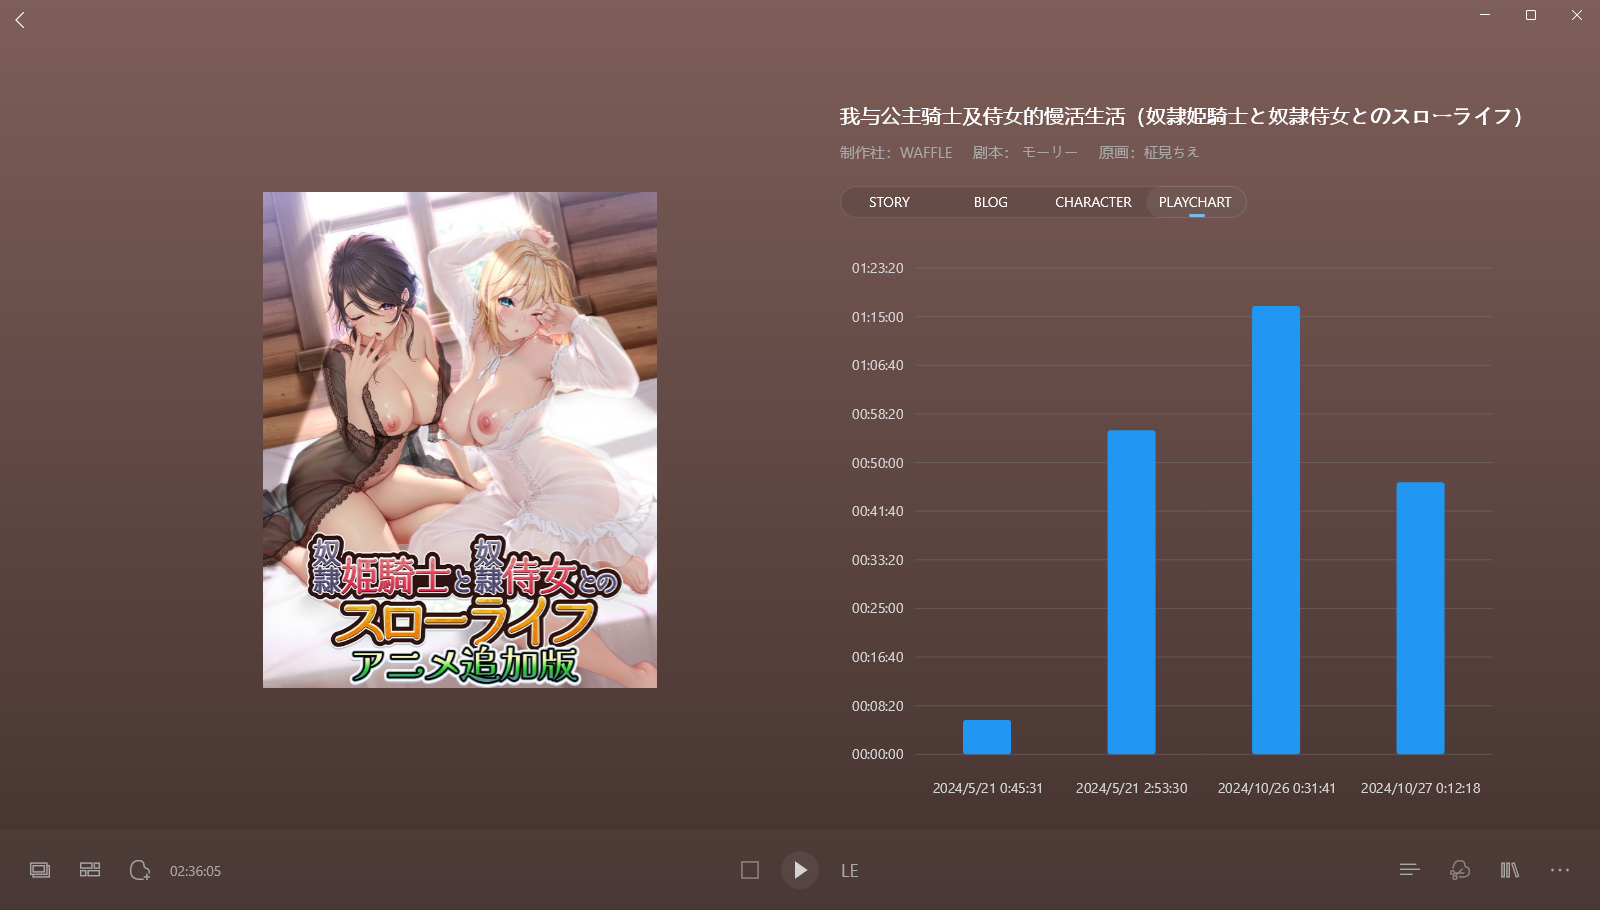 我与公主骑士及侍女的慢活生活（奴隷姫騎士と奴隷侍女とのスローライフ）
制作社：WAFFLE 剧本： モーリー 原画：柾見ちえ
STORY BLOG CHARACTER PLAYCHART
01:23:20
01:15:00
01:06:40
00:58:20
00:50:00
00:41:40
00:33:20
00:25:00
00:16:40
00:08:20
00:00:00
2024/5/21 0:45:31 2024/5/21 2:53:30 2024/10/26 0:31:41 2024/10/27 0:12:18
奴隷姫騎士と奴隷侍女との
スローライフ
アニメ追加版
02:36:05
LE